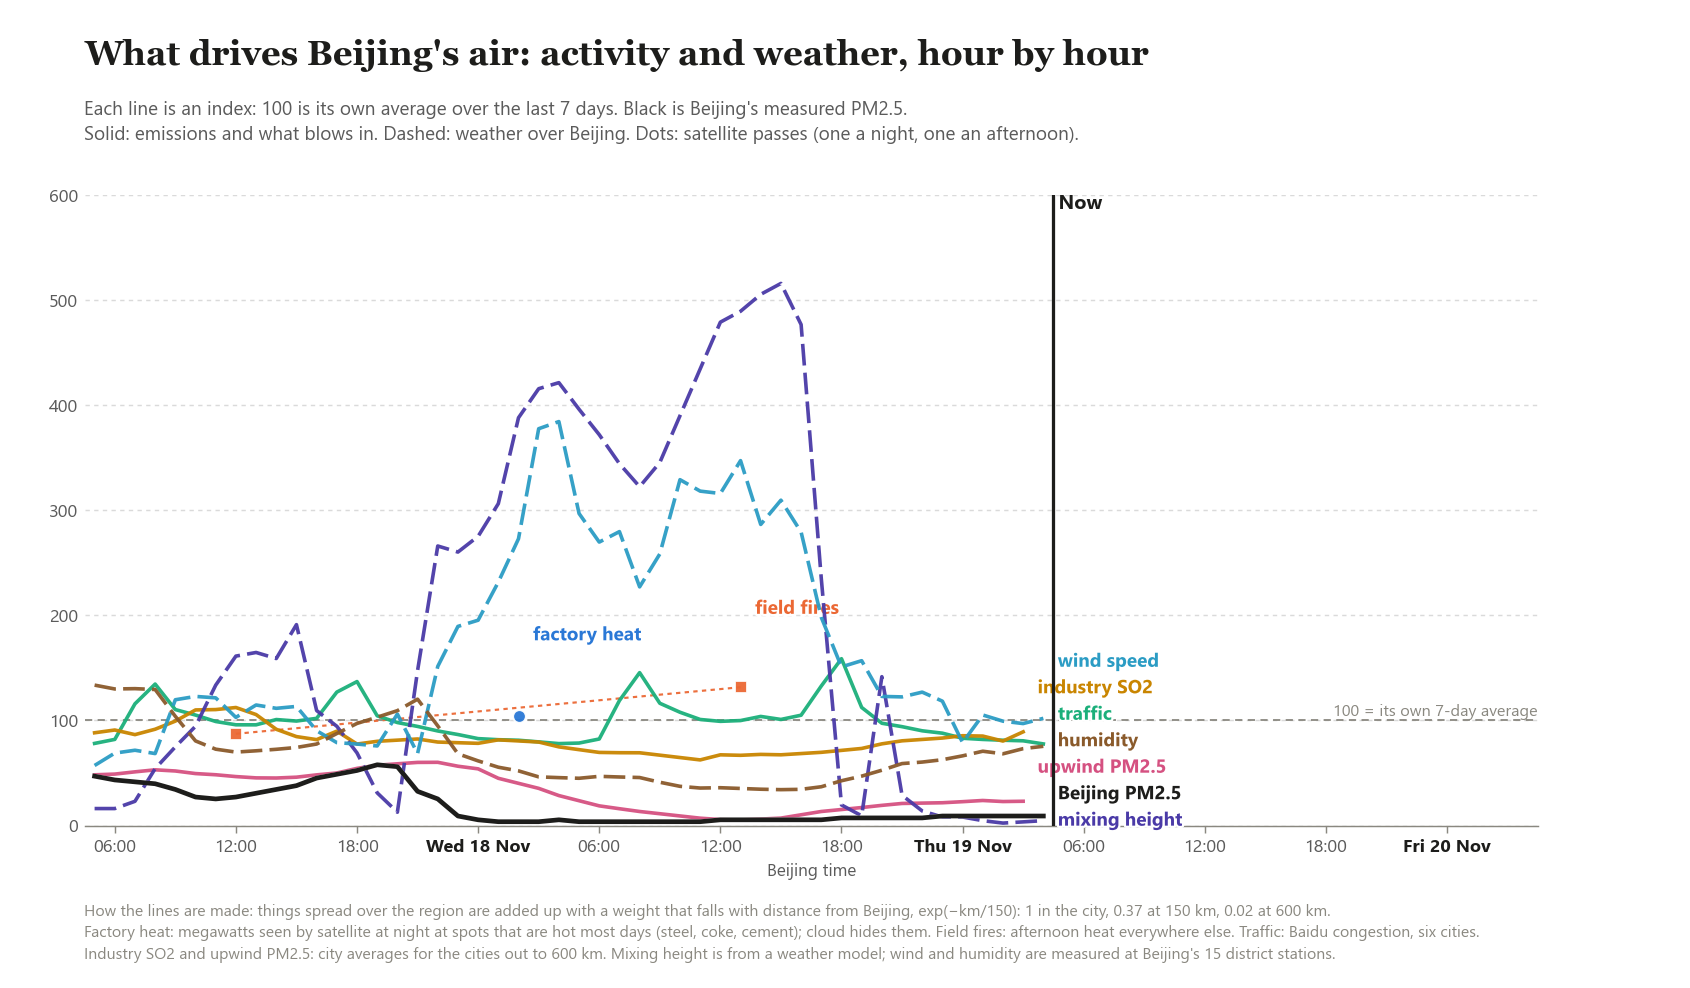 What drives Beijing's air: activity and weather, hour by hour
Each line is an index: 100 is its own average over the last 7 days. Black is Beijing's measured PM2.5.
Solid: emissions and what blows in. Dashed: weather over Beijing. Dots: satellite passes (one a night, one an afternoon).
600
Now
500
400
300
200
field fires
factory heat
wind speed
industry SO2
100
traffic
100 = its own 7-day average
humidity
upwind PM2.5
Beijing PM2.5
0
mixing height
06:00 12:00 18:00 Wed 18 Nov 06:00 12:00 18:00 Thu 19 Nov 06:00 12:00 18:00 Fri 20 Nov
Beijing time
How the lines are made: things spread over the region are added up with a weight that falls with distance from Beijing, exp(−km/150): 1 in the city, 0.37 at 150 km, 0.02 at 600 km.
Factory heat: megawatts seen by satellite at night at spots that are hot most days (steel, coke, cement); cloud hides them. Field fires: afternoon heat everywhere else. Traffic: Baidu congestion, six cities.
Industry SO2 and upwind PM2.5: city averages for the cities out to 600 km. Mixing height is from a weather model; wind and humidity are measured at Beijing's 15 district stations.